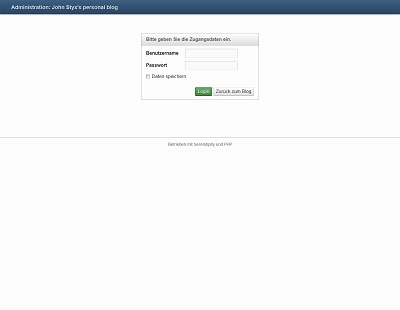 Administration: John Styx's personal blog
Bitte geben Sie die Zugangsdaten ein.
Benutzername
Passwort
Daten speichern
Login Zurück zum Blog
Betrieben mit Serendipity und PHP